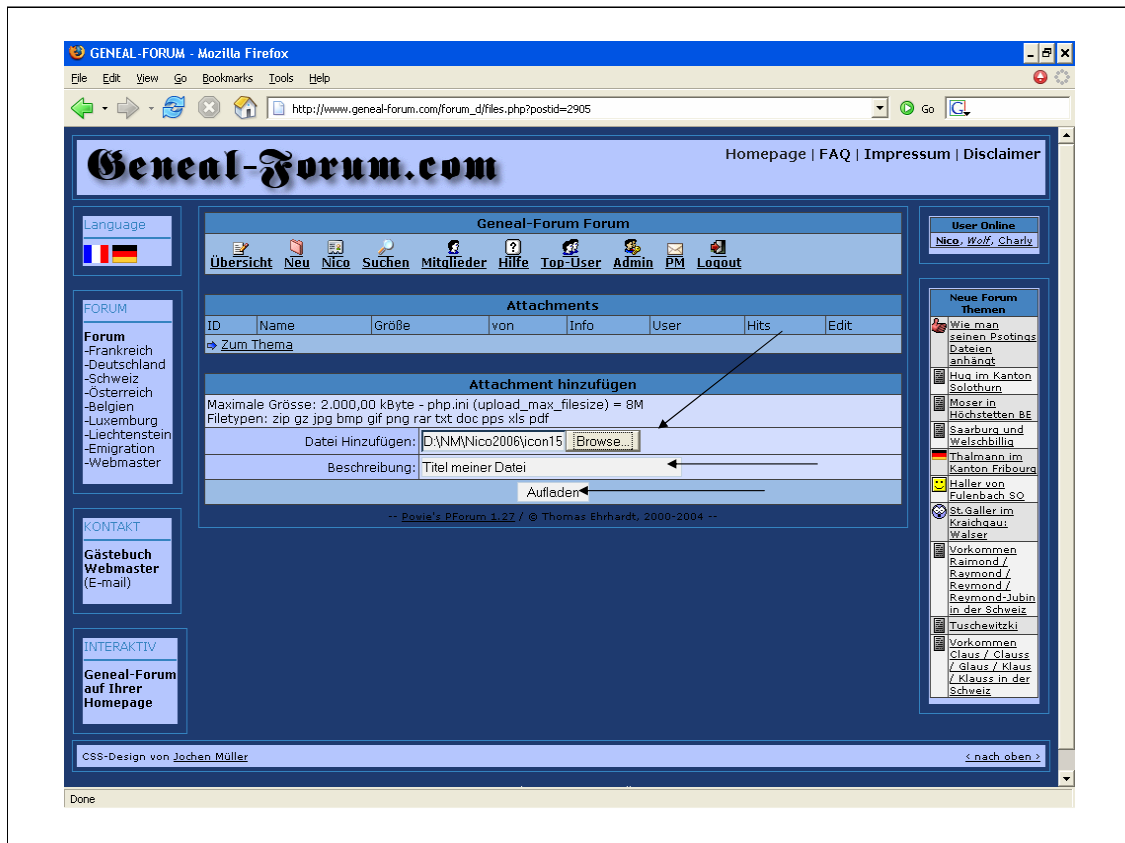 GENEAL-FORUM - Mozilla Firefox
File Edit View Go Bookmarks Tools Help
http://www.geneal-forum.com/forum_d/files.php?postid=2905
Go
G
Geneal-Forum.com
Homepage | FAQ | Impressum | Disclaimer
Language
FORUM
Forum
-Frankreich
-Deutschland
-Schweiz
-Österreich
-Belgien
-Luxemburg
-Liechtenstein
-Emigration
-Webmaster
KONTAKT
Gästebuch
Webmaster
(E-mail)
INTERAKTIV
Geneal-Forum
auf Ihrer
Homepage
Geneal-Forum Forum
Übersicht Neu Nico Suchen Mitglieder Hilfe Top-User Admin PM Logout
Attachments
ID Name Größe von Info User Hits Edit
Zum Thema
Attachment hinzufügen
Maximale Grösse: 2.000,00 kByte - php.ini (upload_max_filesize) = 8M
Filetypen: zip gz jpg bmp gif png rar txt doc pps xls pdf
Datei Hinzufügen: D:\NM\Nico2006\icon15 Browse...
Beschreibung: Titel meiner Datei
Aufladen
-- Powie's PForum 1.27 / © Thomas Ehrhardt, 2000-2004 --
User Online
Nico, Wolf, Charly
Neue Forum
Themen
Wie man
seinen Psotings
Dateien
anhängt
Hug im Kanton
Solothurn
Moser in
Höchstetten BE
Saarburg und
Welschbillig
Thalmann im
Kanton Fribourg
Haller von
Fulenbach SO
St.Galler im
Kraichgau:
Walser
Vorkommen
Raimond /
Raymond /
Reymond /
Reymond-Jubin
in der Schweiz
Tuschewitzki
Vorkommen
Claus / Clauss
/ Glaus / Klaus
/ Klauss in der
Schweiz
CSS-Design von Jochen Müller
< nach oben >
Done